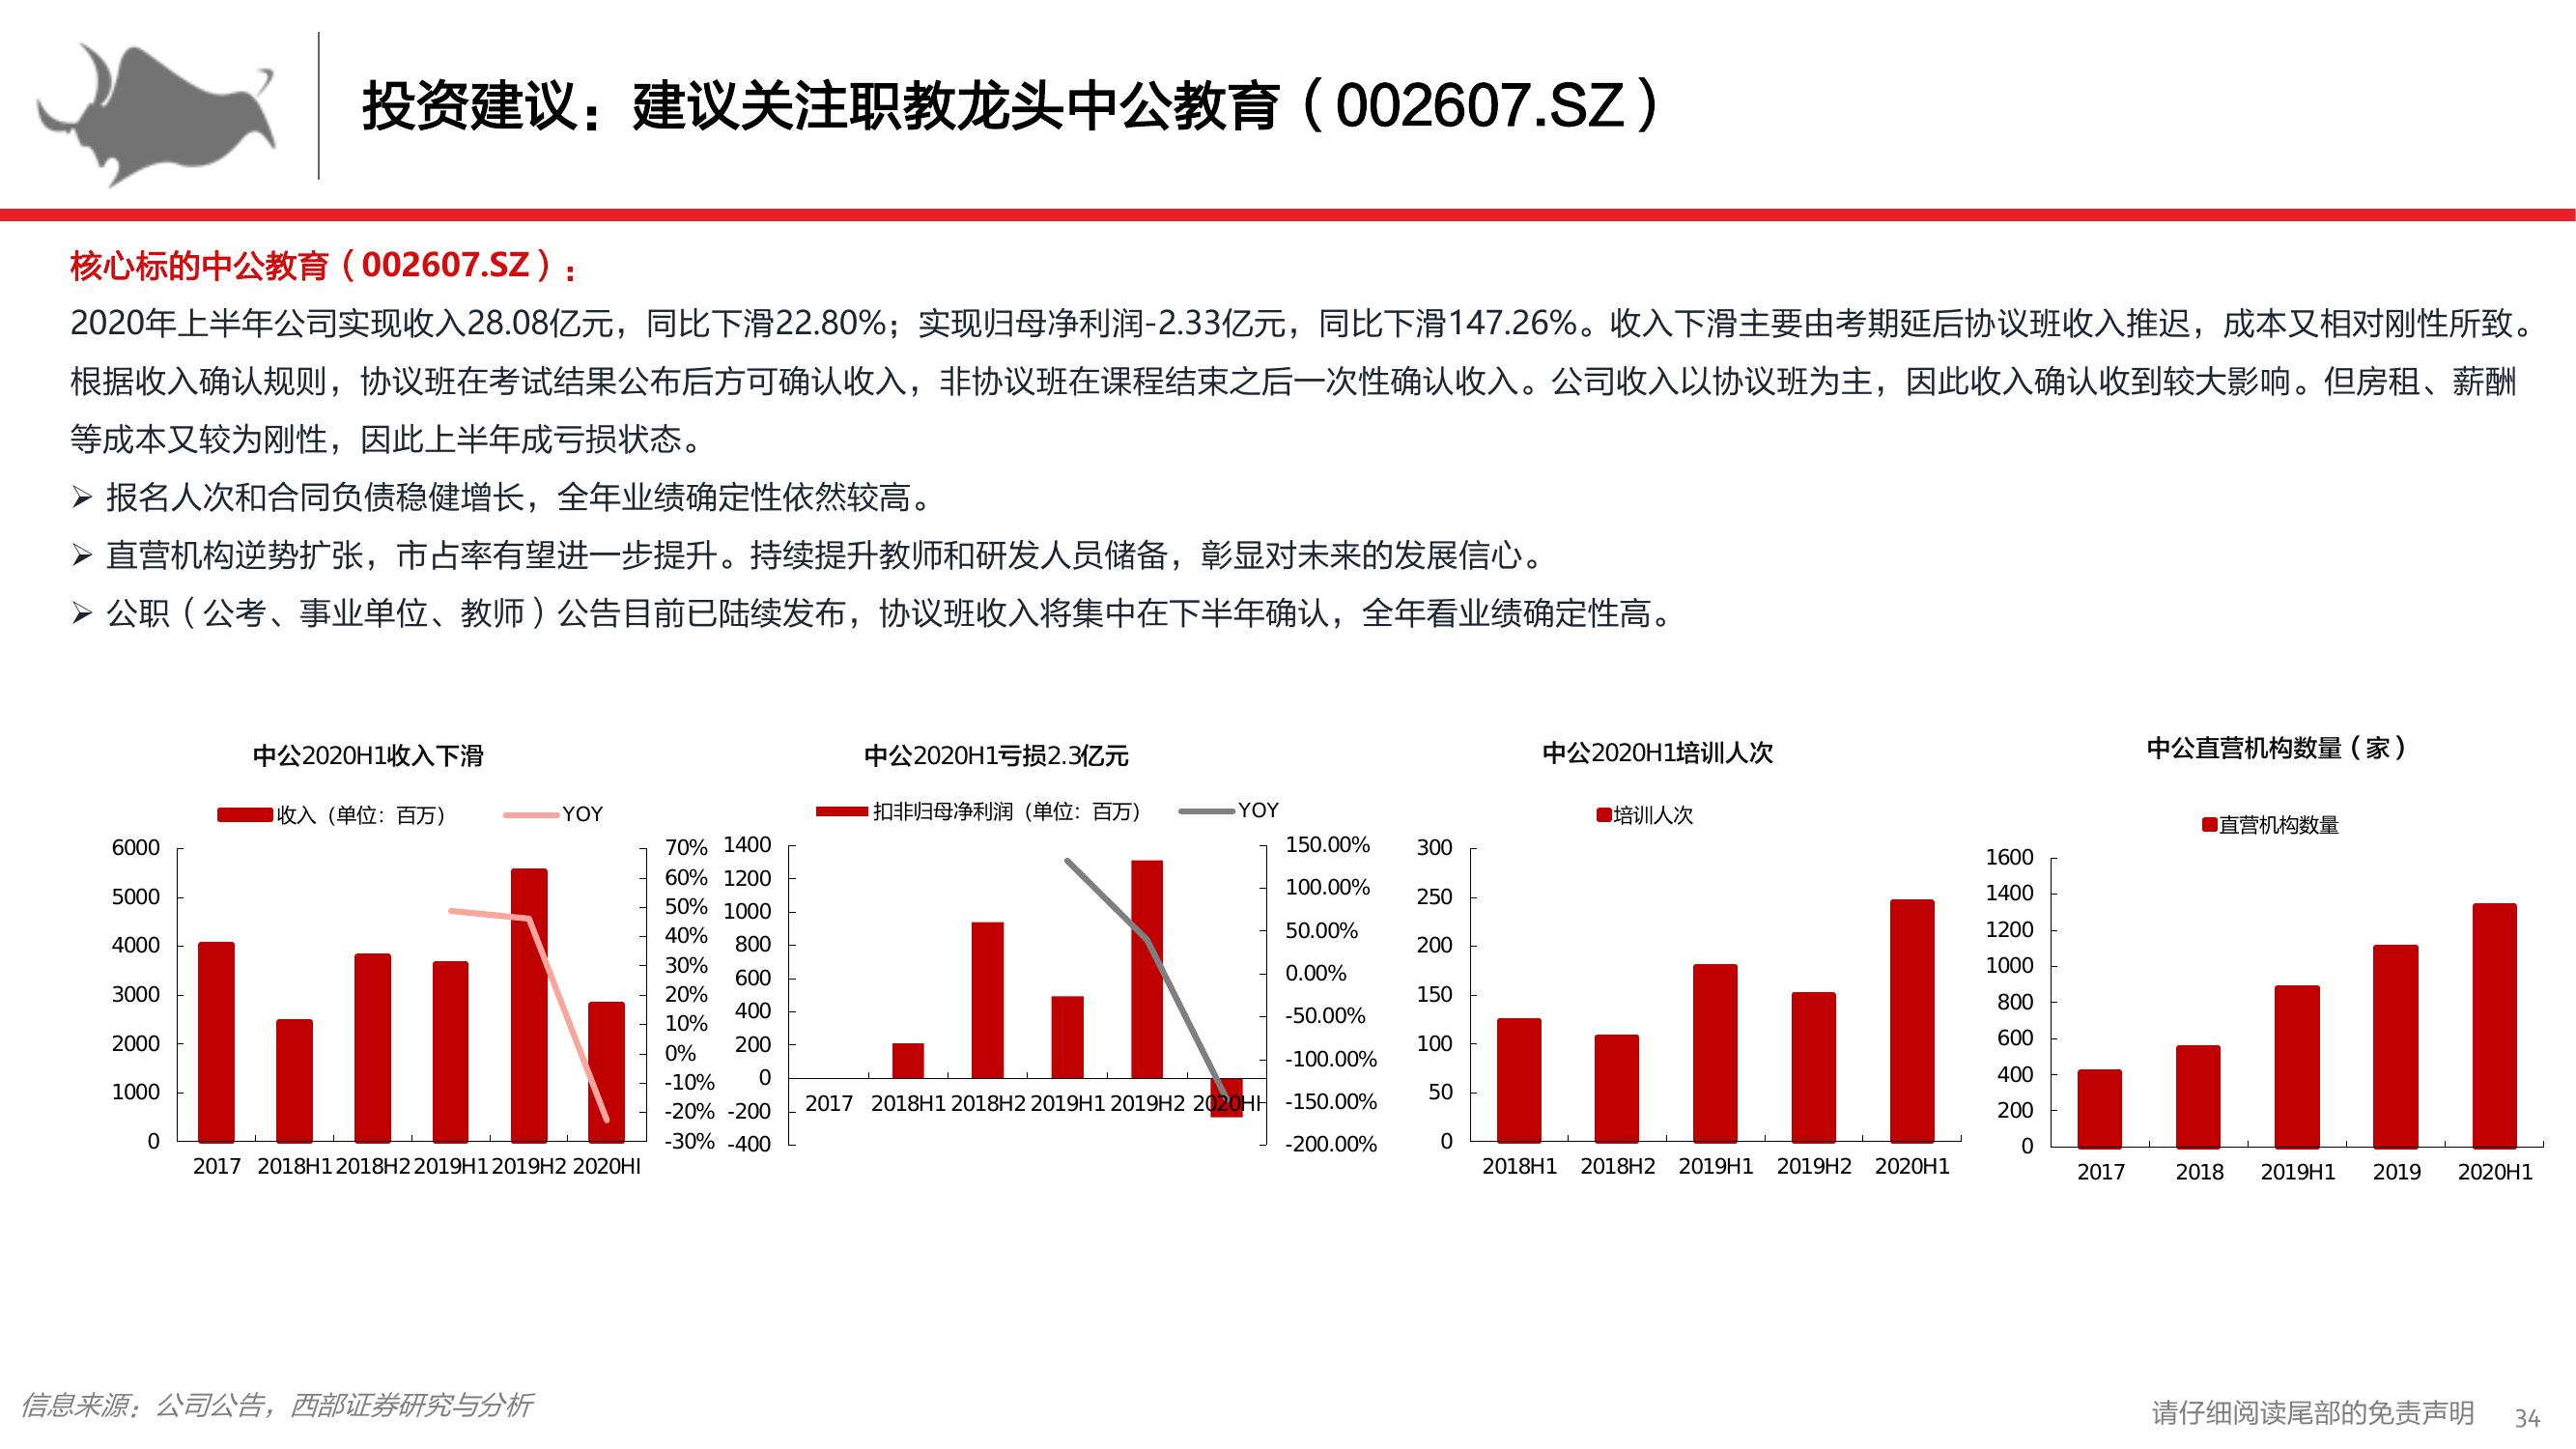 投资建议：建议关注职教龙头中公教育（002607.SZ）
核心标的中公教育（002607.SZ）:
2020年上半年公司实现收入28.08亿元，同比下滑22.80%；实现归母净利润-2.33亿元，同比下滑147.26%。收入下滑主要由考期延后协议班收入推迟，成本又相对刚性所致。
根据收入确认规则，协议班在考试结果公布后方可确认收入，非协议班在课程结束之后一次性确认收入。公司收入以协议班为主，因此收入确认收到较大影响。但房租、薪酬
等成本又较为刚性，因此上半年成亏损状态。
➢ 报名人次和合同负债稳健增长，全年业绩确定性依然较高。
➢ 直营机构逆势扩张，市占率有望进一步提升。持续提升教师和研发人员储备，彰显对未来的发展信心。
➢ 公职（公考、事业单位、教师）公告目前已陆续发布，协议班收入将集中在下半年确认，全年看业绩确定性高。
中公2020H1收入下滑
收入（单位：百万） YOY
6000
5000
4000
3000
2000
1000
0
70%
60%
50%
40%
30%
20%
10%
0%
-10%
-20%
-30%
2017 2018H1 2018H2 2019H1 2019H2 2020HI
中公2020H1亏损2.3亿元
扣非归母净利润（单位：百万） YOY
1400
1200
1000
800
600
400
200
0
-200
-400
150.00%
100.00%
50.00%
0.00%
-50.00%
-100.00%
-150.00%
-200.00%
2017 2018H1 2018H2 2019H1 2019H2 2020HI
中公2020H1培训人次
培训人次
300
250
200
150
100
50
0
2018H1 2018H2 2019H1 2019H2 2020H1
中公直营机构数量（家）
直营机构数量
1600
1400
1200
1000
800
600
400
200
0
2017 2018 2019H1 2019 2020H1
信息来源：公司公告，西部证券研究与分析
请仔细阅读尾部的免责声明 34